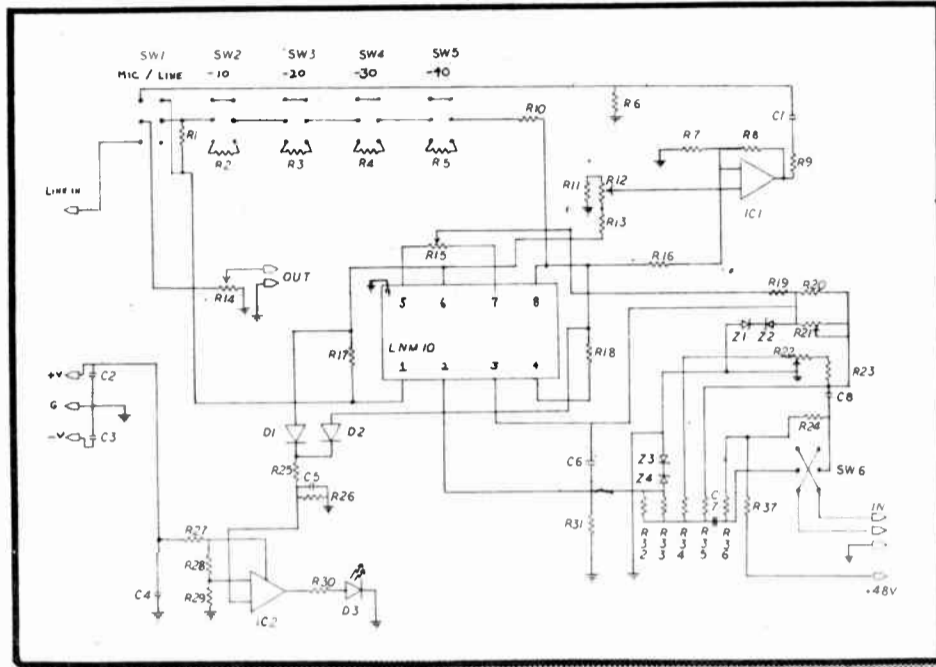 SW1 SW2 SW3 SW4 SW5
MIC / LINE -10 -20 -30 -40
R1 R2 R3 R4 R5 R10 R6 C1
R7 R8 R9
LINE IN
R11 R12 IC1
R13
R15 R16
OUT
R14
5 6 7 8
LNM10
1 2 3 4
R17 R18
R19 R20
Z1 Z2 R21
R22 R23
+V C2
G
-V C3
D1 D2
C8
R24
SW6
R25 C5
R26
C6 Z3
Z4
R31
R32 R33 R34 R35 C7 R36 R37
IN
+48V
R27
R28
R29
C4
IC2
R30
D3